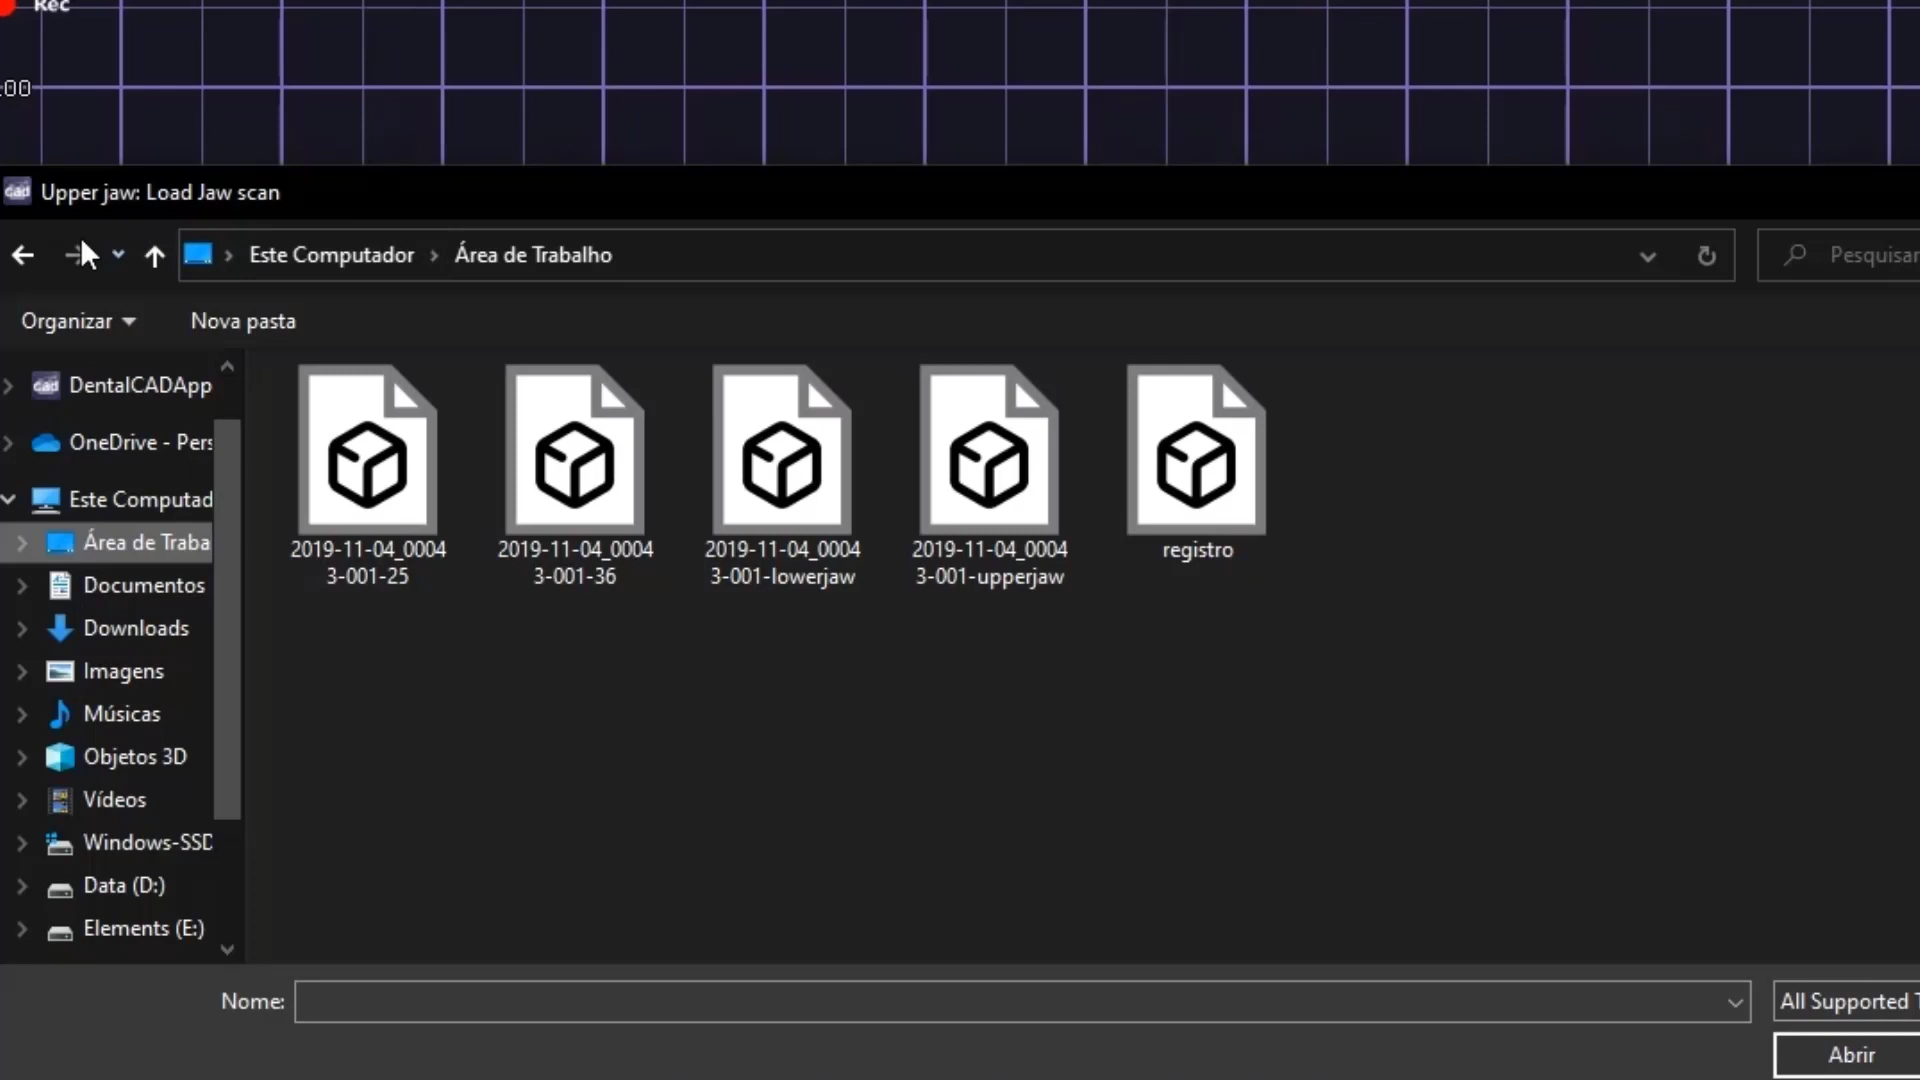 Rec
.00
cad Upper jaw: Load Jaw scan
Este Computador Área de Trabalho
Pesquisar
Organizar Nova pasta
cad DentalCADApp
OneDrive - Pers
Este Computad
Área de Traba
Documentos
Downloads
Imagens
Músicas
Objetos 3D
Vídeos
Windows-SSD
Data (D:)
Elements (E:)
2019-11-04_0004
3-001-25
2019-11-04_0004
3-001-36
2019-11-04_0004
3-001-lowerjaw
2019-11-04_0004
3-001-upperjaw
registro
Nome:
All Supported T
Abrir